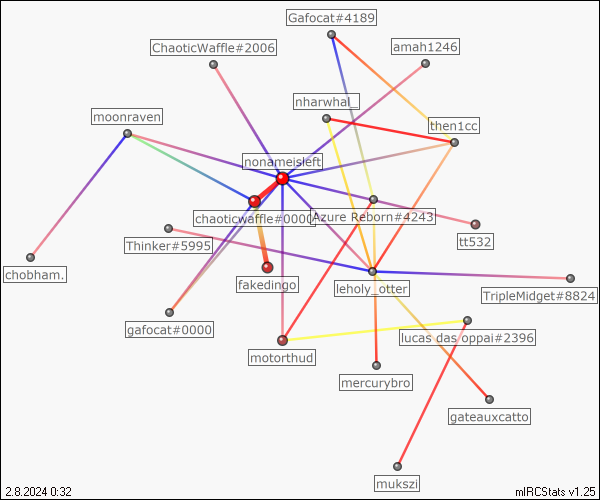 Gafocat#4189
ChaoticWaffle#2006
amah1246
nharwhal_
moonraven
then1cc
nonameisleft
chaoticwaffle#0000
Azure Reborn#4243
Thinker#5995
tt532
chobham.
fakedingo
leholy_otter
TripleMidget#8824
gafocat#0000
lucas das oppai#2396
motorthud
mercurybro
gateauxcatto
mukszi
2.8.2024 0:32
mIRCStats v1.25